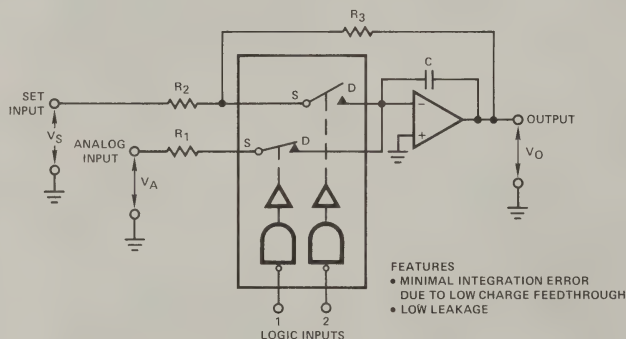 R3
C
R2
SET
INPUT
S
D
−
+
OUTPUT
VS
ANALOG
INPUT
R1
S
D
VA
VO
1
2
LOGIC INPUTS
FEATURES
• MINIMAL INTEGRATION ERROR
DUE TO LOW CHARGE FEEDTHROUGH
• LOW LEAKAGE